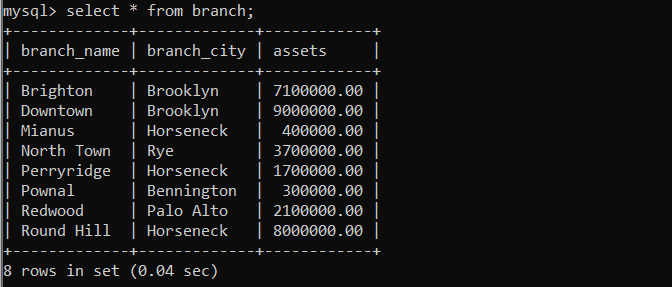 mysql> select * from branch;
+-------------+-------------+------------+
| branch_name | branch_city | assets     |
+-------------+-------------+------------+
| Brighton    | Brooklyn    | 7100000.00 |
| Downtown    | Brooklyn    | 9000000.00 |
| Mianus      | Horseneck   |  400000.00 |
| North Town  | Rye         | 3700000.00 |
| Perryridge  | Horseneck   | 1700000.00 |
| Pownal      | Bennington  |  300000.00 |
| Redwood     | Palo Alto   | 2100000.00 |
| Round Hill  | Horseneck   | 8000000.00 |
+-------------+-------------+------------+
8 rows in set (0.04 sec)